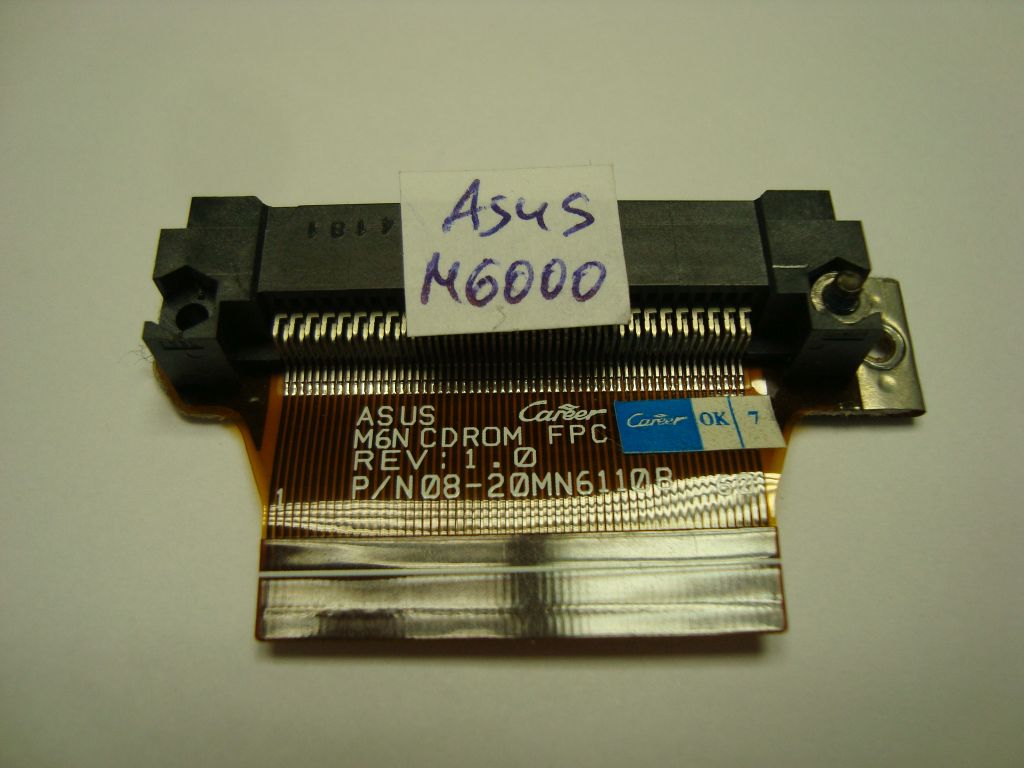 4181
Asus
M6000
ASUS Career
M6N CDROM FPC
REV:1.0
P/N08-20MN6110B
1
Career OK 7